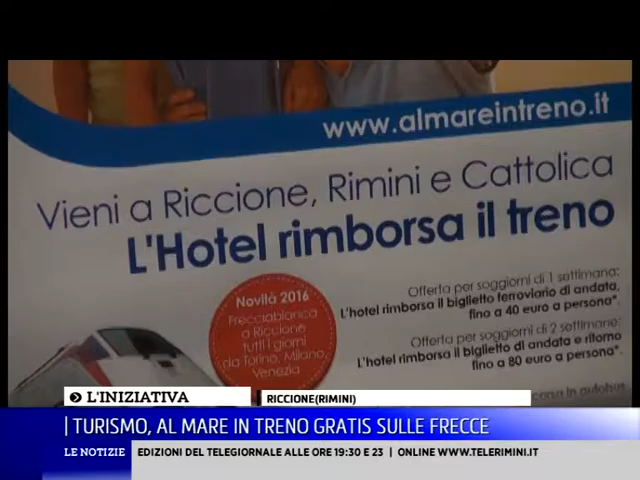 www.almareintreno.it
Vieni a Riccione, Rimini e Cattolica
L'Hotel rimborsa il treno
Novità 2016
Frecciabianca
a Riccione
tutti i giorni
da Torino, Milano,
Venezia
Offerta per soggiorni di 1 settimana:
L'hotel rimborsa il biglietto ferroviario di andata,
fino a 40 euro a persona*.
Offerta per soggiorni di 2 settimane:
L'hotel rimborsa il biglietto di andata e ritorno
fino a 80 euro a persona*.
in autobus
L'INIZIATIVA
RICCIONE(RIMINI)
TURISMO, AL MARE IN TRENO GRATIS SULLE FRECCE
LE NOTIZIE
EDIZIONI DEL TELEGIORNALE ALLE ORE 19:30 E 23 | ONLINE WWW.TELERIMINI.IT